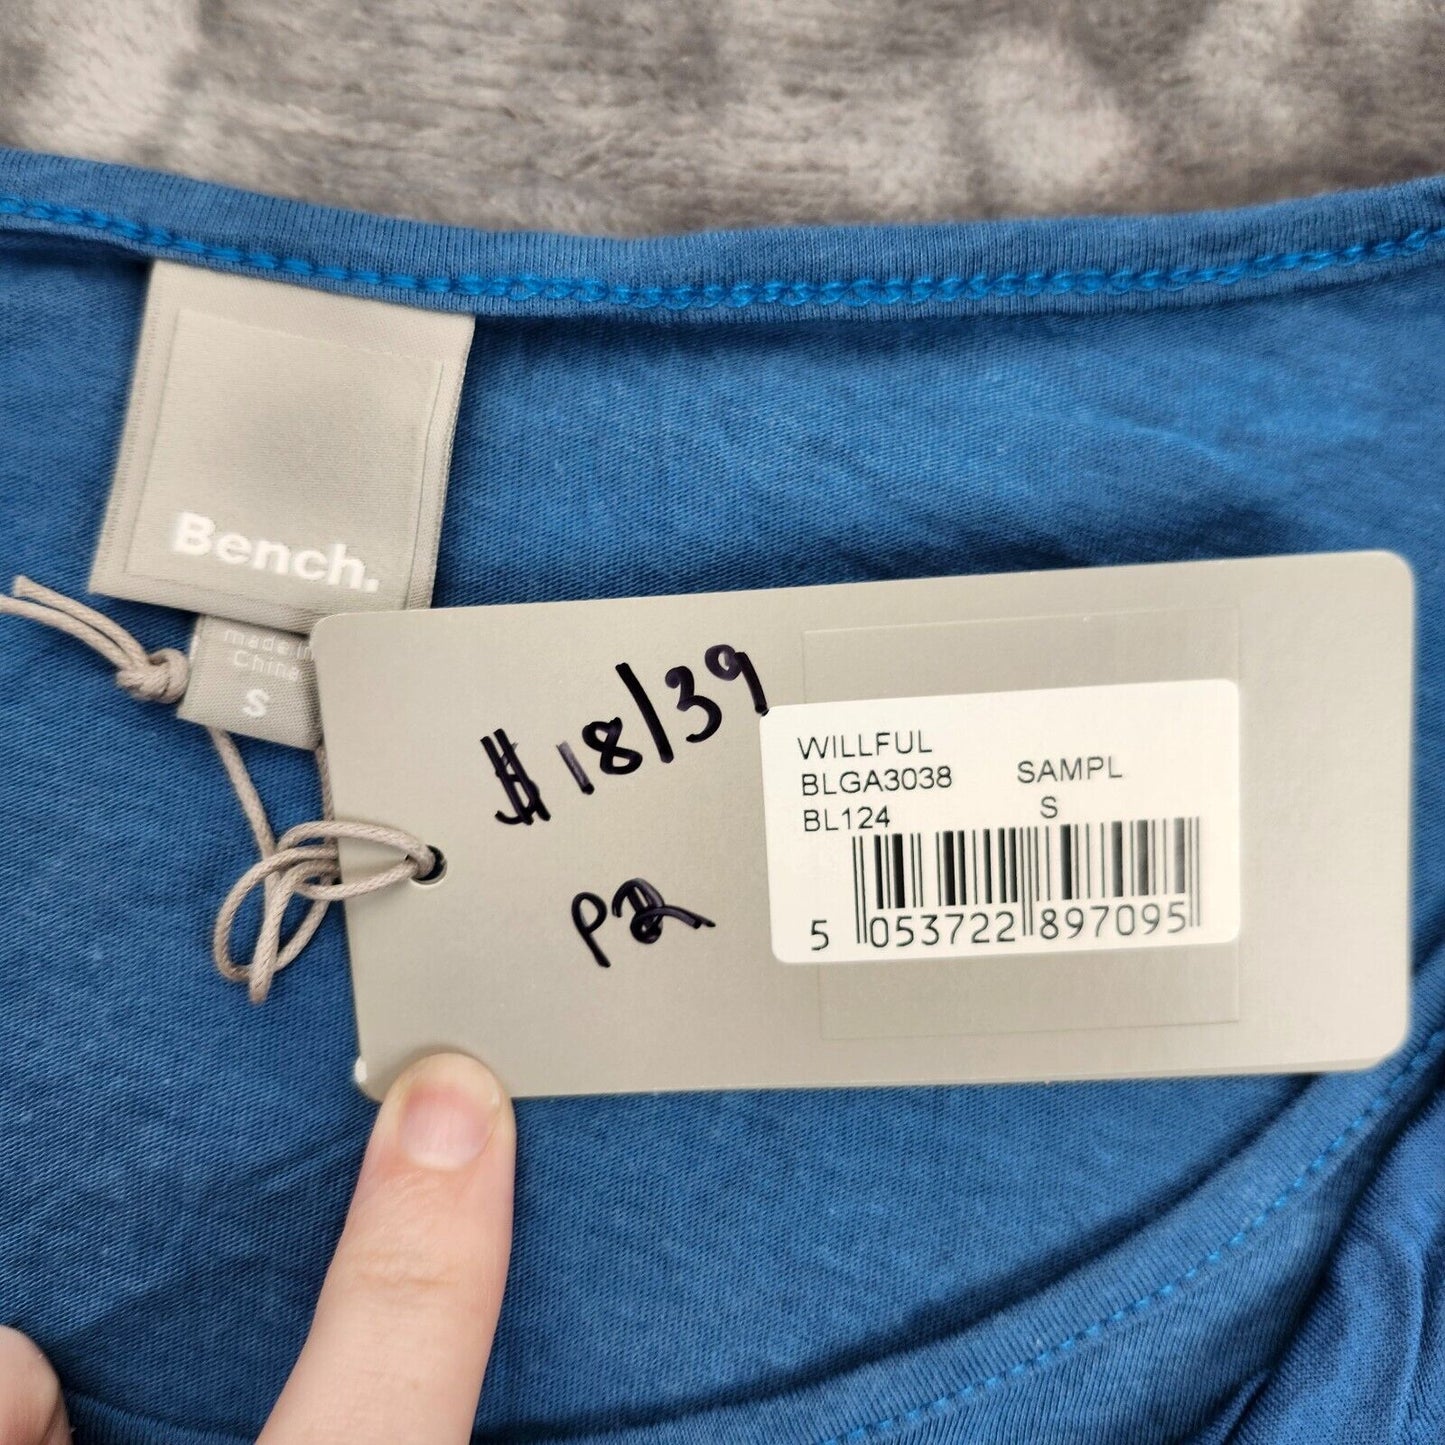 Bench.
made in
China
S
$18/39
P2
WILLFUL
BLGA3038 SAMPL
BL124 S
5 053722 897095